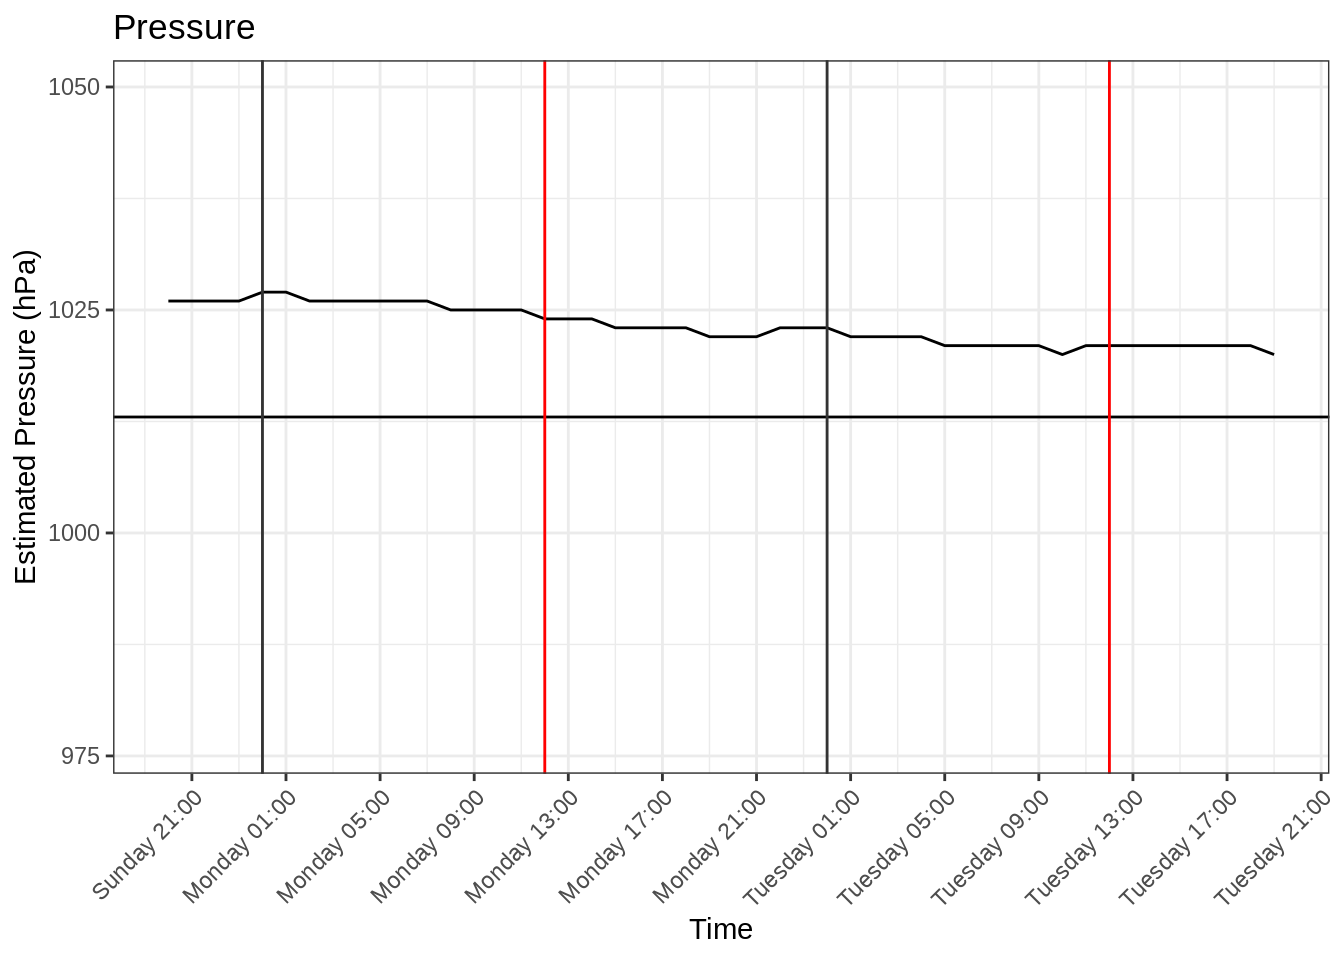 Pressure
Estimated Pressure (hPa)
1050
1025
1000
975
Sunday 21:00
Monday 01:00
Monday 05:00
Monday 09:00
Monday 13:00
Monday 17:00
Monday 21:00
Tuesday 01:00
Tuesday 05:00
Tuesday 09:00
Tuesday 13:00
Tuesday 17:00
Tuesday 21:00
Time